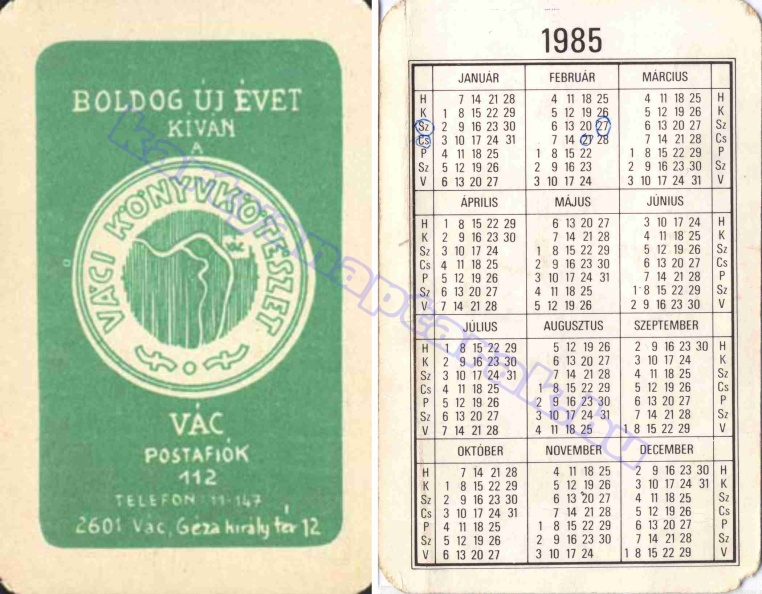 BOLDOG ÚJ ÉVET
KÍVÁN
A
VÁCI KÖNYVKÖTÉSZET
VÁC
POSTAFIÓK
112
TELEFON: 11-147
2601 Vác, Géza király tér 12
kartyanaptarak.hu
1985
JANUÁR FEBRUÁR MÁRCIUS
H 7 14 21 28 4 11 18 25 4 11 18 25 H
K 1 8 15 22 29 5 12 19 26 5 12 19 26 K
Sz 2 9 16 23 30 6 13 20 27 6 13 20 27 Sz
Cs 3 10 17 24 31 7 14 21 28 7 14 21 28 Cs
P 4 11 18 25 1 8 15 22 1 8 15 22 29 P
Sz 5 12 19 26 2 9 16 23 2 9 16 23 30 Sz
V 6 13 20 27 3 10 17 24 3 10 17 24 31 V
ÁPRILIS MÁJUS JÚNIUS
H 1 8 15 22 29 6 13 20 27 3 10 17 24 H
K 2 9 16 23 30 7 14 21 28 4 11 18 25 K
Sz 3 10 17 24 1 8 15 22 29 5 12 19 26 Sz
Cs 4 11 18 25 2 9 16 23 30 6 13 20 27 Cs
P 5 12 19 26 3 10 17 24 31 7 14 21 28 P
Sz 6 13 20 27 4 11 18 25 1 8 15 22 29 Sz
V 7 14 21 28 5 12 19 26 2 9 16 23 30 V
JÚLIUS AUGUSZTUS SZEPTEMBER
H 1 8 15 22 29 5 12 19 26 2 9 16 23 30 H
K 2 9 16 23 30 6 13 20 27 3 10 17 24 K
Sz 3 10 17 24 31 7 14 21 28 4 11 18 25 Sz
Cs 4 11 18 25 1 8 15 22 29 5 12 19 26 Cs
P 5 12 19 26 2 9 16 23 30 6 13 20 27 P
Sz 6 13 20 27 3 10 17 24 31 7 14 21 28 Sz
V 7 14 21 28 4 11 18 25 1 8 15 22 29 V
OKTÓBER NOVEMBER DECEMBER
H 7 14 21 28 4 11 18 25 2 9 16 23 30 H
K 1 8 15 22 29 5 12 19 26 3 10 17 24 31 K
Sz 2 9 16 23 30 6 13 20 27 4 11 18 25 Sz
Cs 3 10 17 24 31 7 14 21 28 5 12 19 26 Cs
P 4 11 18 25 1 8 15 22 29 6 13 20 27 P
Sz 5 12 19 26 2 9 16 23 30 7 14 21 28 Sz
V 6 13 20 27 3 10 17 24 1 8 15 22 29 V